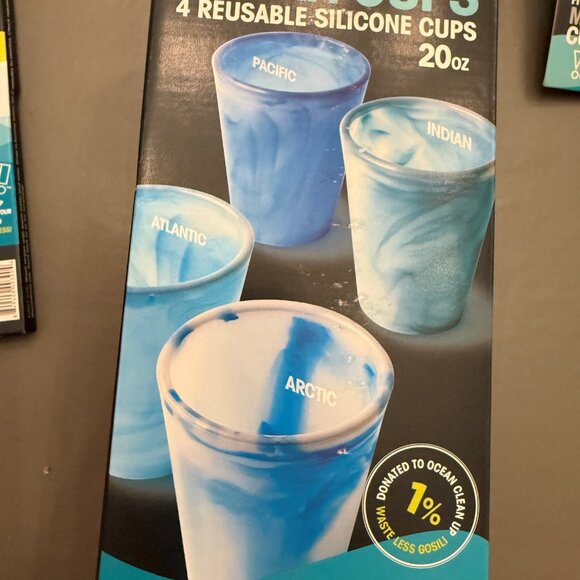 4 REUSABLE SILICONE CUPS
20oz
PACIFIC
INDIAN
ATLANTIC
ARCTIC
DONATED TO OCEAN CLEAN UP
1%
WASTE LESS GOSILI